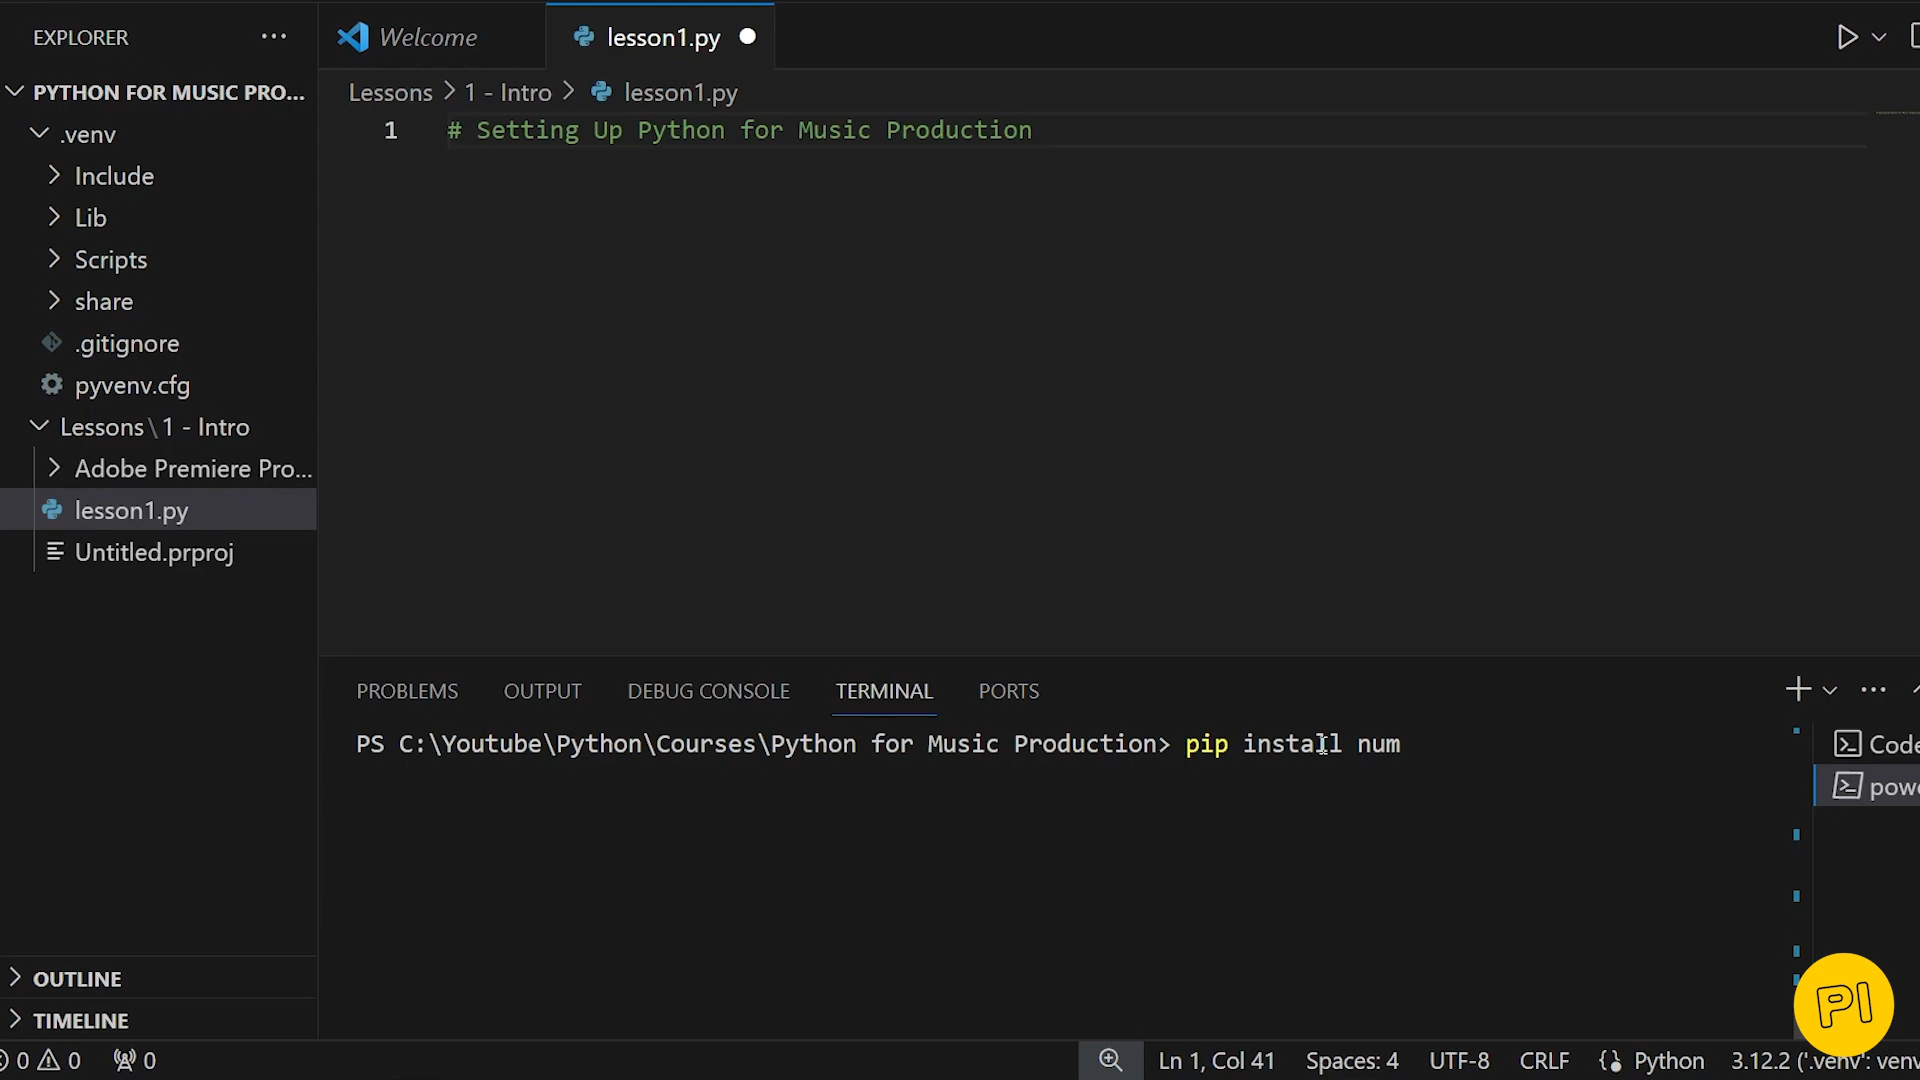 EXPLORER
PYTHON FOR MUSIC PRO...
.venv
Include
Lib
Scripts
share
.gitignore
pyvenv.cfg
Lessons\1 - Intro
Adobe Premiere Pro...
lesson1.py
Untitled.prproj
OUTLINE
TIMELINE
Welcome
lesson1.py
Lessons > 1 - Intro > lesson1.py
1 # Setting Up Python for Music Production
PROBLEMS OUTPUT DEBUG CONSOLE TERMINAL PORTS
PS C:\Youtube\Python\Courses\Python for Music Production> pip install num
Code
powe
PI
0 0 0 Ln 1, Col 41 Spaces: 4 UTF-8 CRLF Python 3.12.2 ('.venv': venv